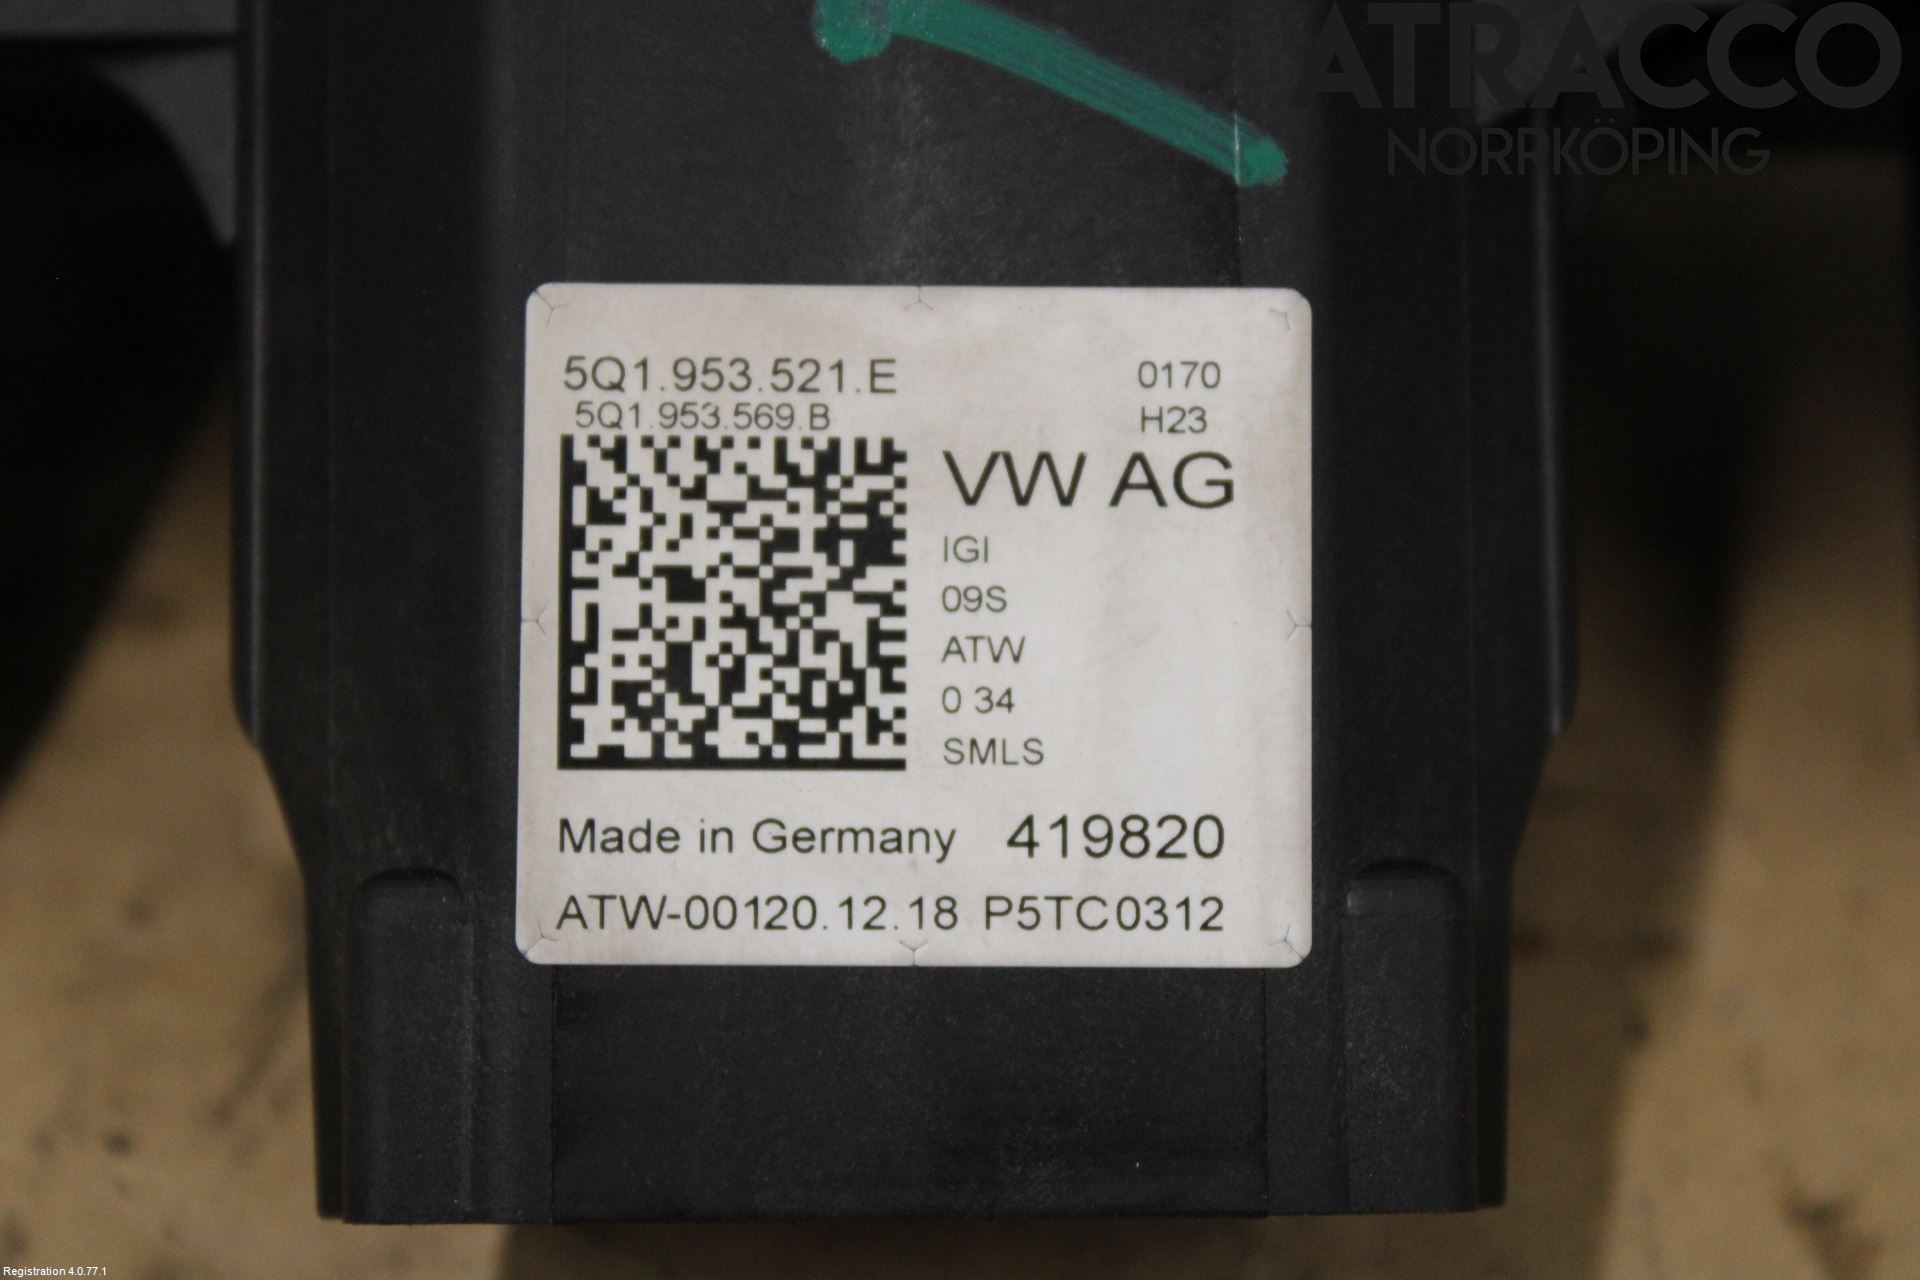 ATRACCO
NORRKÖPING
5Q1.953.521.E 0170
5Q1.953.569.B H23
VW AG
IGI
09S
ATW
0 34
SMLS
Made in Germany 419820
ATW-00120.12.18 P5TC0312
Registration 4.0.77.1